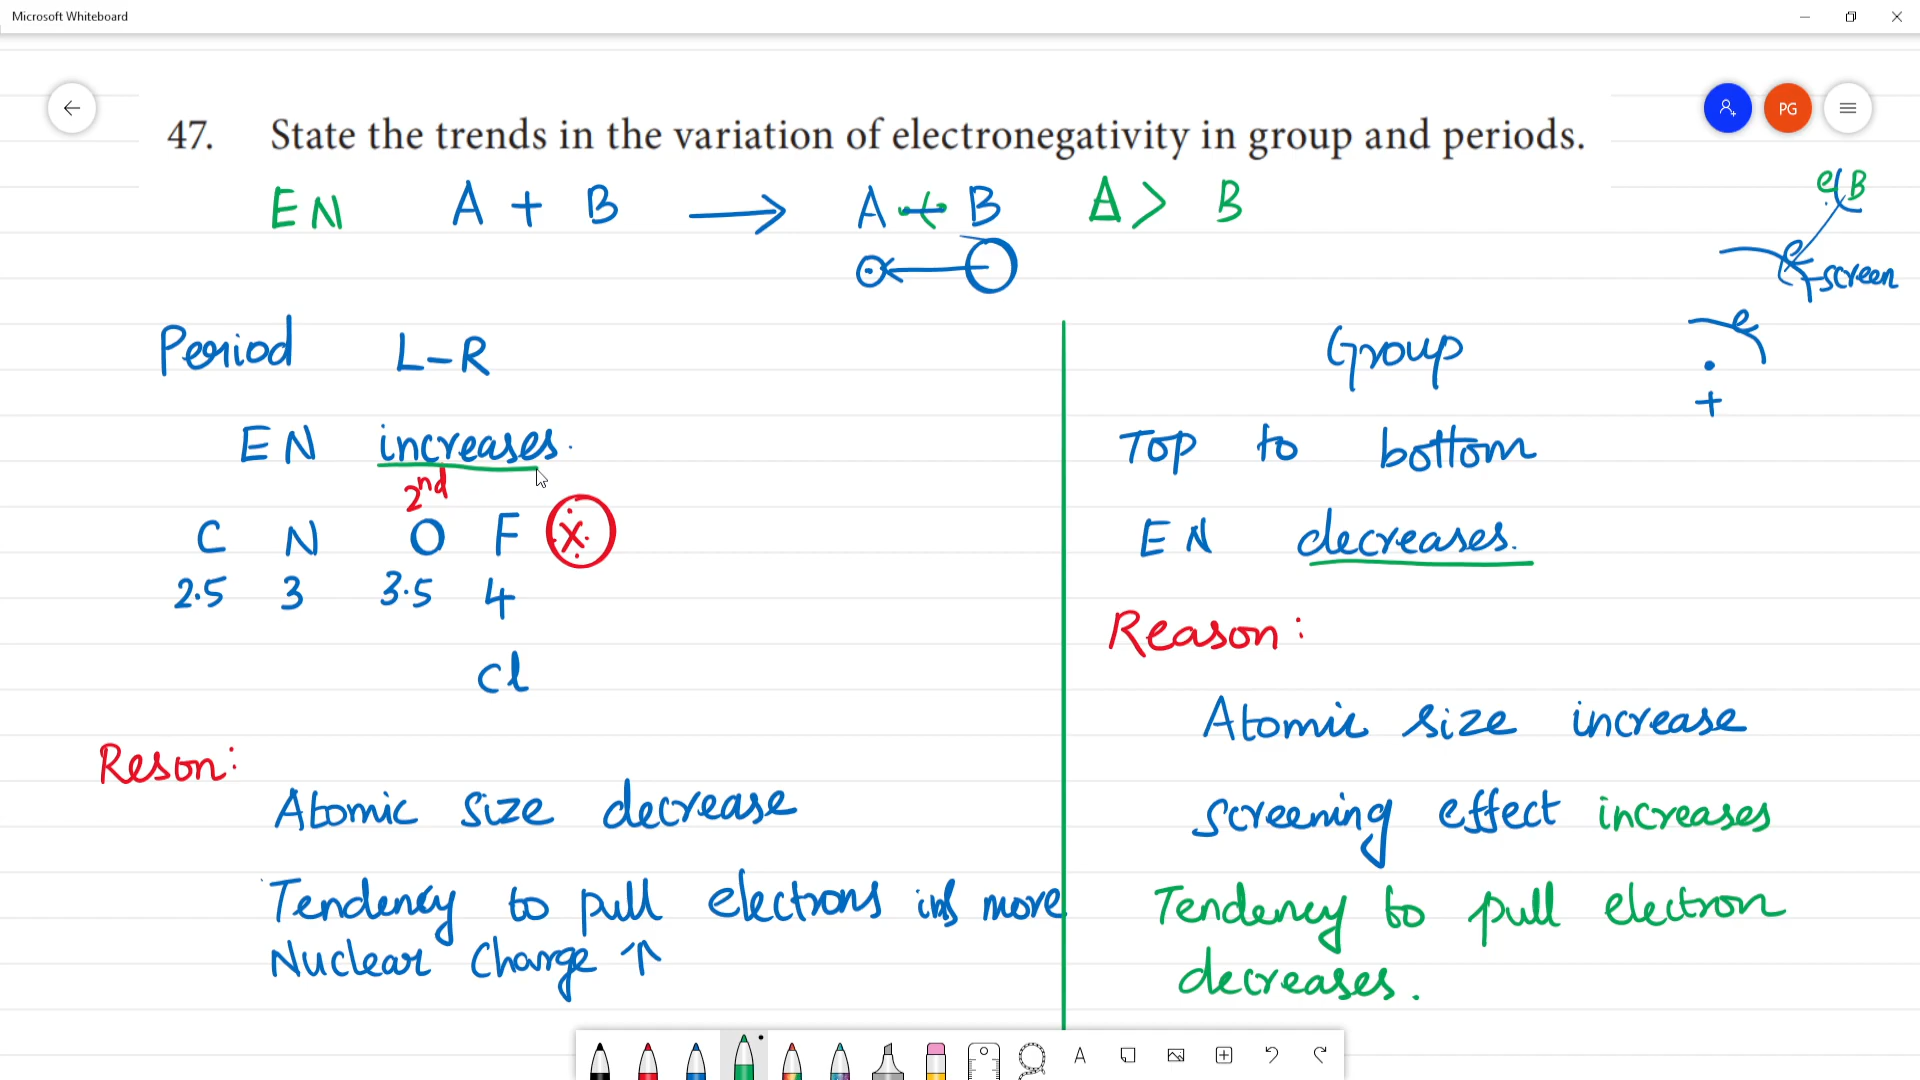 Microsoft Whiteboard
PG
47. State the trends in the variation of electronegativity in group and periods.
EN A + B → A B A > B
e B
e
screen
e
+
Period L-R
EN increases.
2nd
C N O F X
2.5 3 3.5 4
Cl
Reson:
Atomic size decrease
Tendency to pull electrons more
Nuclear Charge ↑
Group
Top to bottom
EN decreases.
Reason:
Atomic size increase
screening effect increases
Tendency to pull electron
decreases.
A